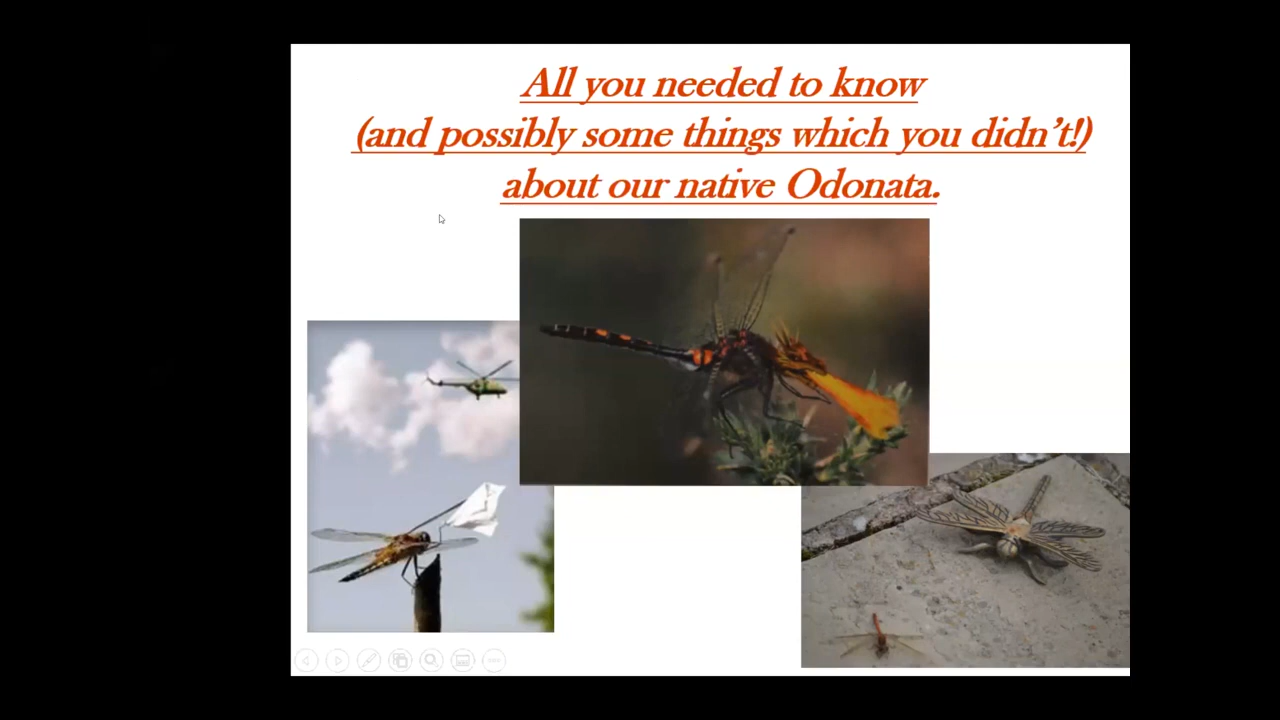 All you needed to know
(and possibly some things which you didn't!)
about our native Odonata.